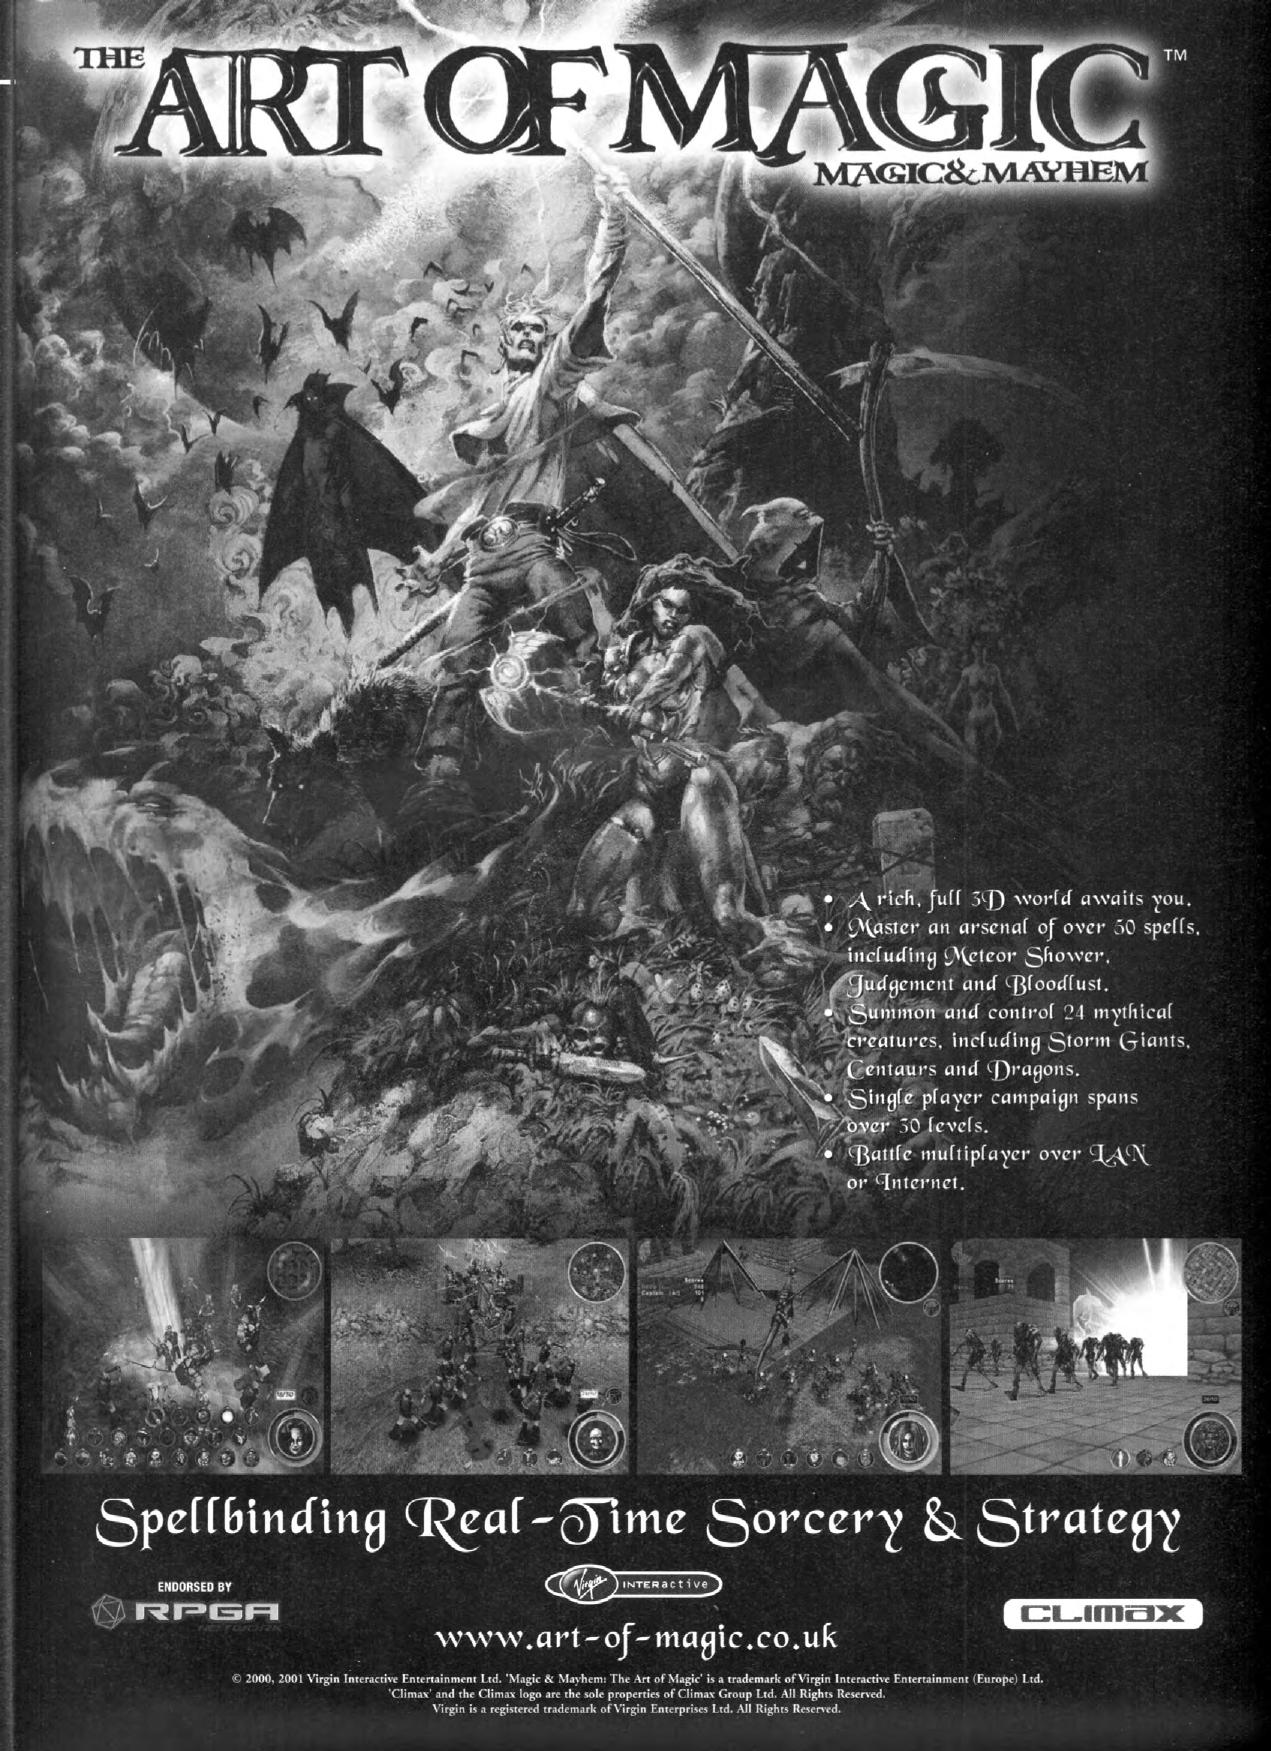 THE
ART OF MAGIC™
MAGIC & MAYHEM
• A rich, full 3D world awaits you.
• Master an arsenal of over 50 spells,
including Meteor Shower,
Judgement and Bloodlust.
• Summon and control 24 mythical
creatures, including Storm Giants,
Centaurs and Dragons.
• Single player campaign spans
over 30 levels.
• Battle multiplayer over LAN
or Internet.
Scores
Scores
Spellbinding Real-Time Sorcery & Strategy
ENDORSED BY
RPGA
NETWORK
Virgin INTERactive
CLIMAX
www.art-of-magic.co.uk
© 2000, 2001 Virgin Interactive Entertainment Ltd. 'Magic & Mayhem: The Art of Magic' is a trademark of Virgin Interactive Entertainment (Europe) Ltd.
'Climax' and the Climax logo are the sole properties of Climax Group Ltd. All Rights Reserved.
Virgin is a registered trademark of Virgin Enterprises Ltd. All Rights Reserved.